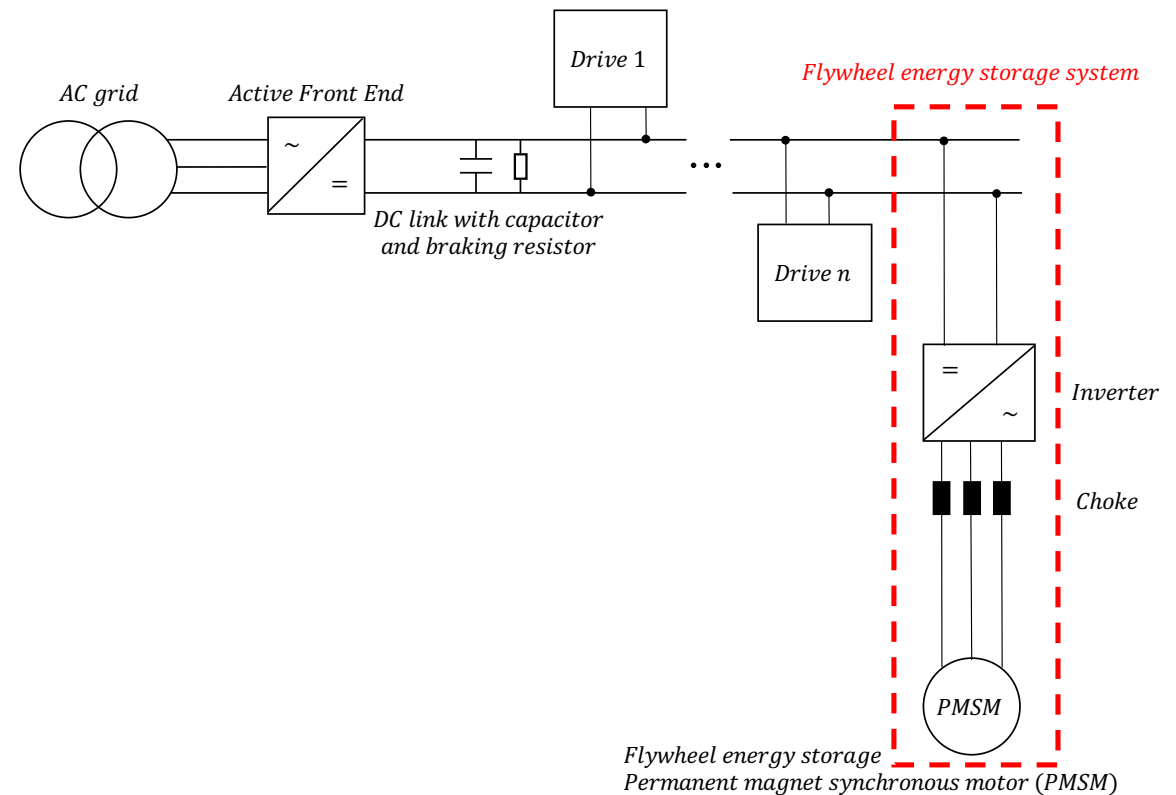 Drive 1
Flywheel energy storage system
AC grid
Active Front End
~
=
...
DC link with capacitor
and braking resistor
Drive n
=
~
Inverter
Choke
PMSM
Flywheel energy storage
Permanent magnet synchronous motor (PMSM)